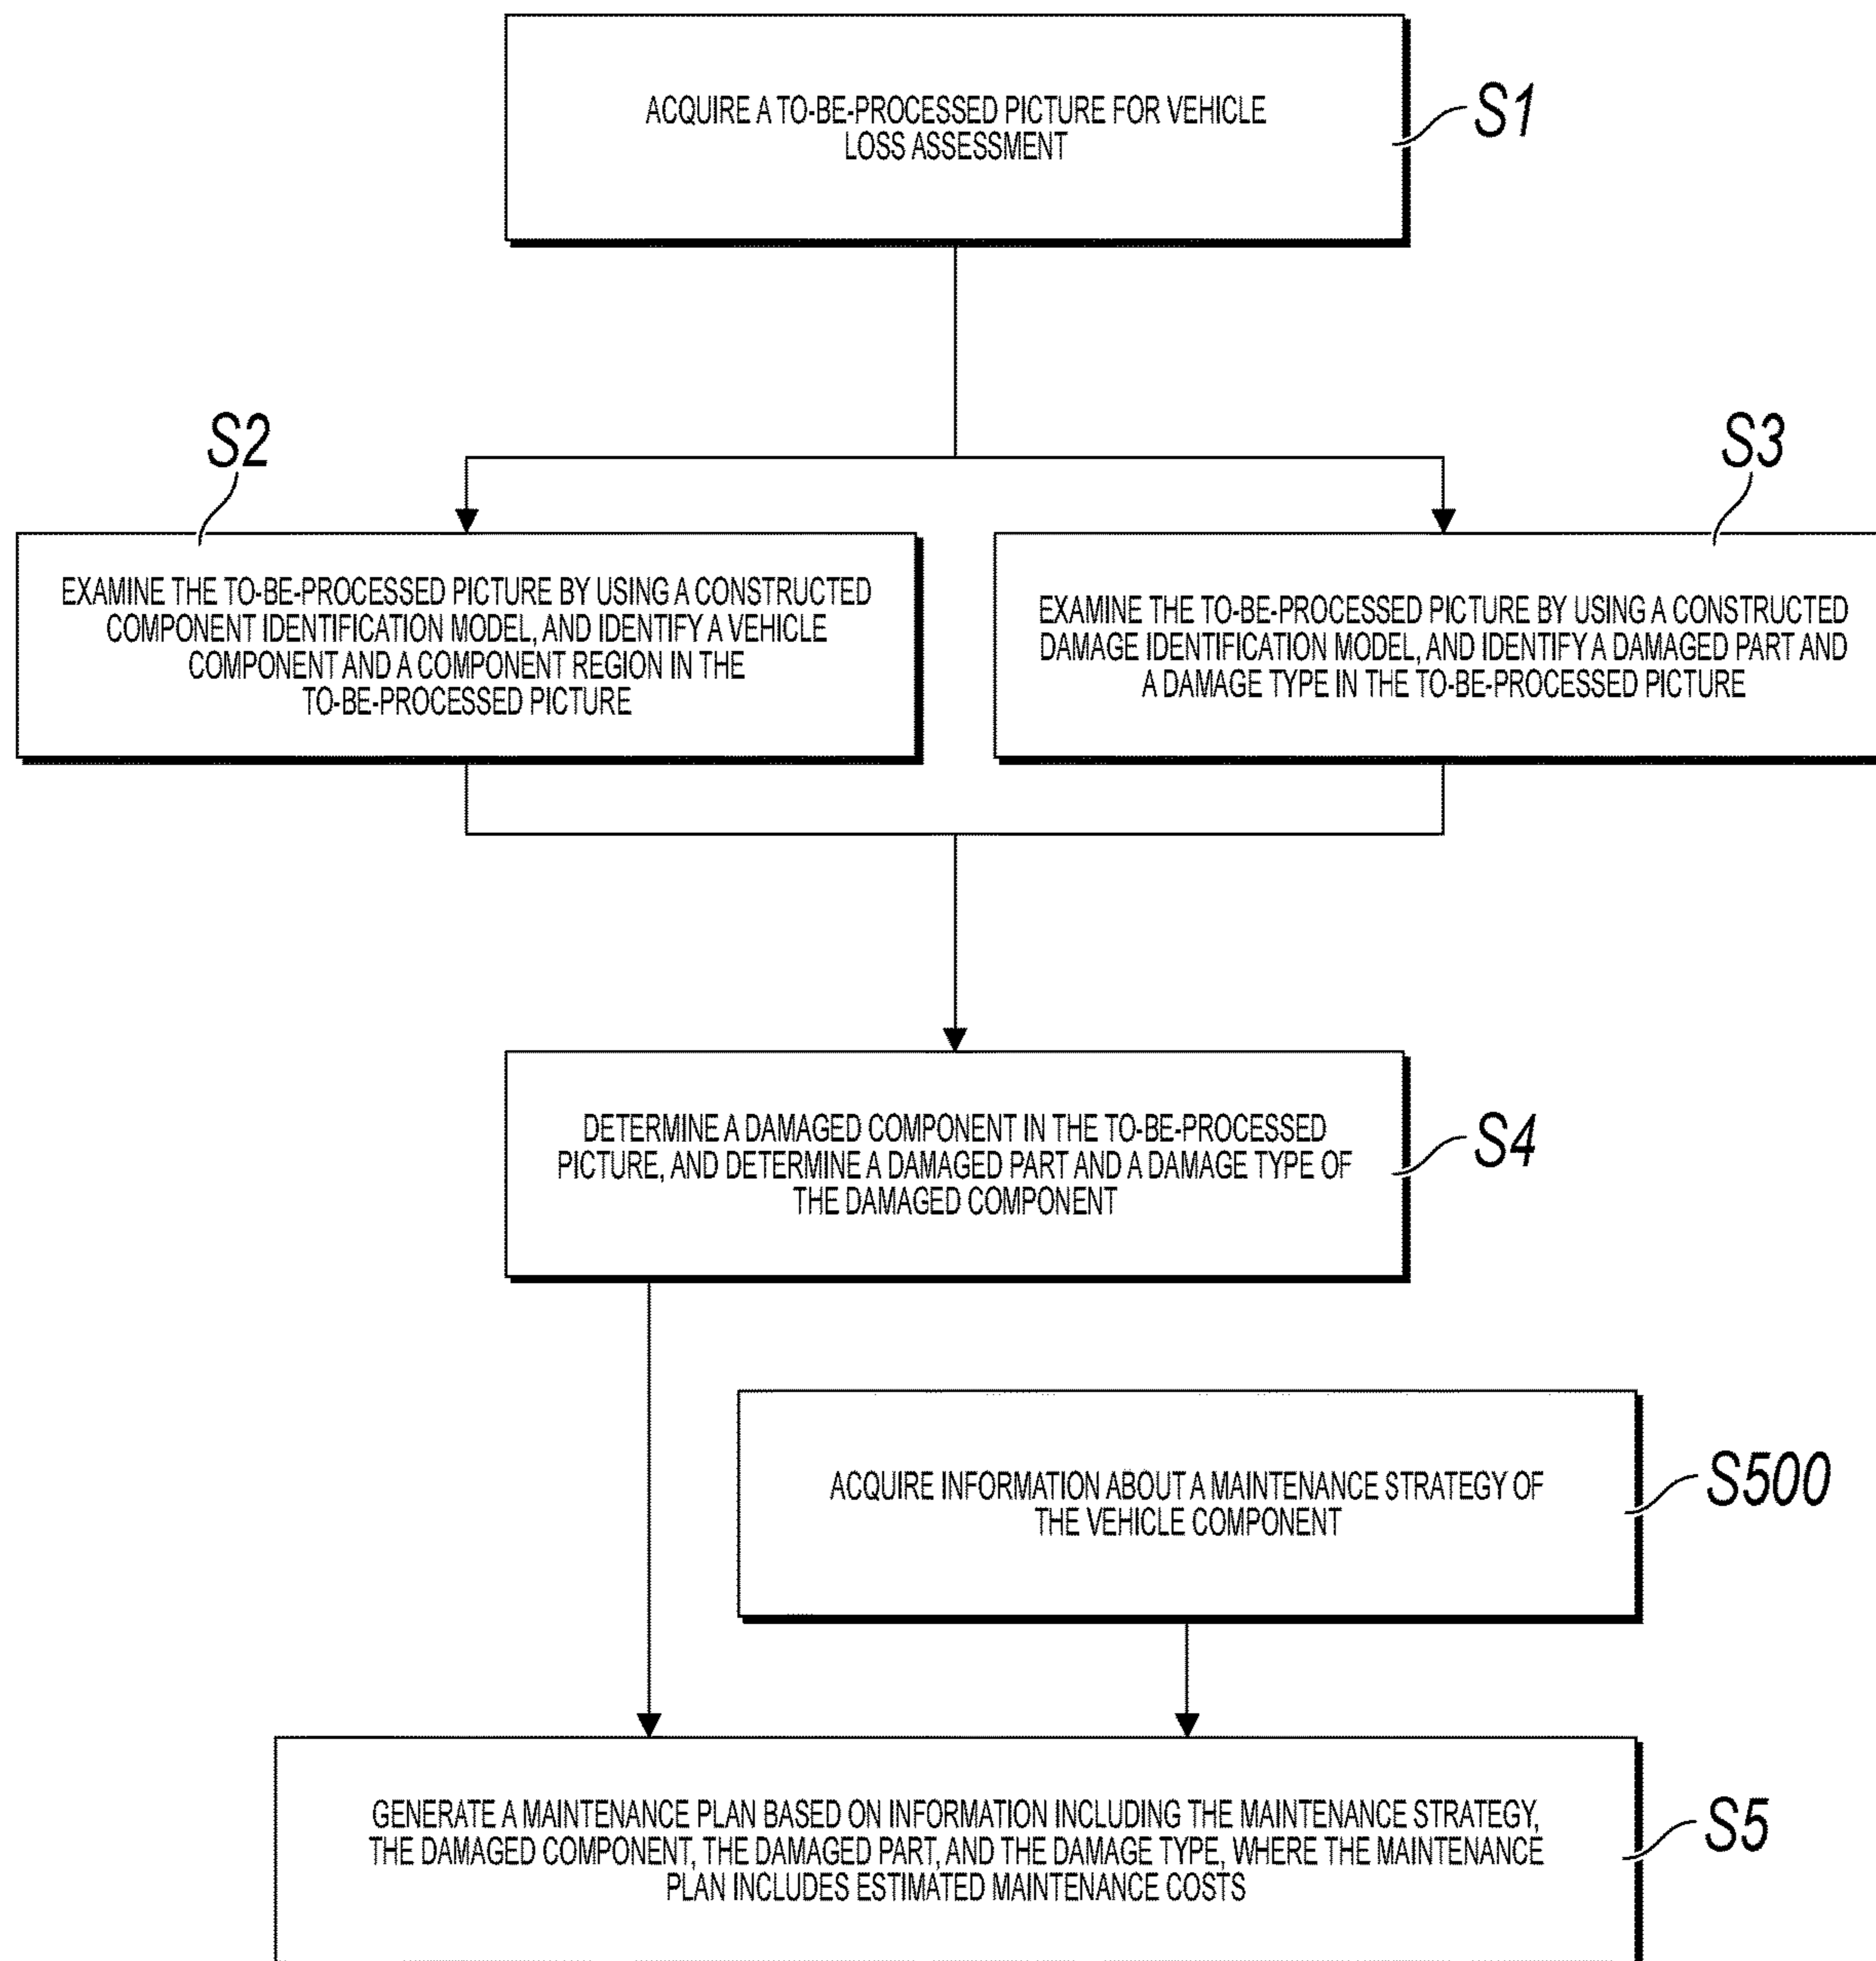 ACQUIRE A TO-BE-PROCESSED PICTURE FOR VEHICLE
LOSS ASSESSMENT
S1
S2
S3
EXAMINE THE TO-BE-PROCESSED PICTURE BY USING A CONSTRUCTED
COMPONENT IDENTIFICATION MODEL, AND IDENTIFY A VEHICLE
COMPONENT AND A COMPONENT REGION IN THE
TO-BE-PROCESSED PICTURE
EXAMINE THE TO-BE-PROCESSED PICTURE BY USING A CONSTRUCTED
DAMAGE IDENTIFICATION MODEL, AND IDENTIFY A DAMAGED PART AND
A DAMAGE TYPE IN THE TO-BE-PROCESSED PICTURE
DETERMINE A DAMAGED COMPONENT IN THE TO-BE-PROCESSED
PICTURE, AND DETERMINE A DAMAGED PART AND A DAMAGE TYPE OF
THE DAMAGED COMPONENT
S4
ACQUIRE INFORMATION ABOUT A MAINTENANCE STRATEGY OF
THE VEHICLE COMPONENT
S500
GENERATE A MAINTENANCE PLAN BASED ON INFORMATION INCLUDING THE MAINTENANCE STRATEGY,
THE DAMAGED COMPONENT, THE DAMAGED PART, AND THE DAMAGE TYPE, WHERE THE MAINTENANCE
PLAN INCLUDES ESTIMATED MAINTENANCE COSTS
S5